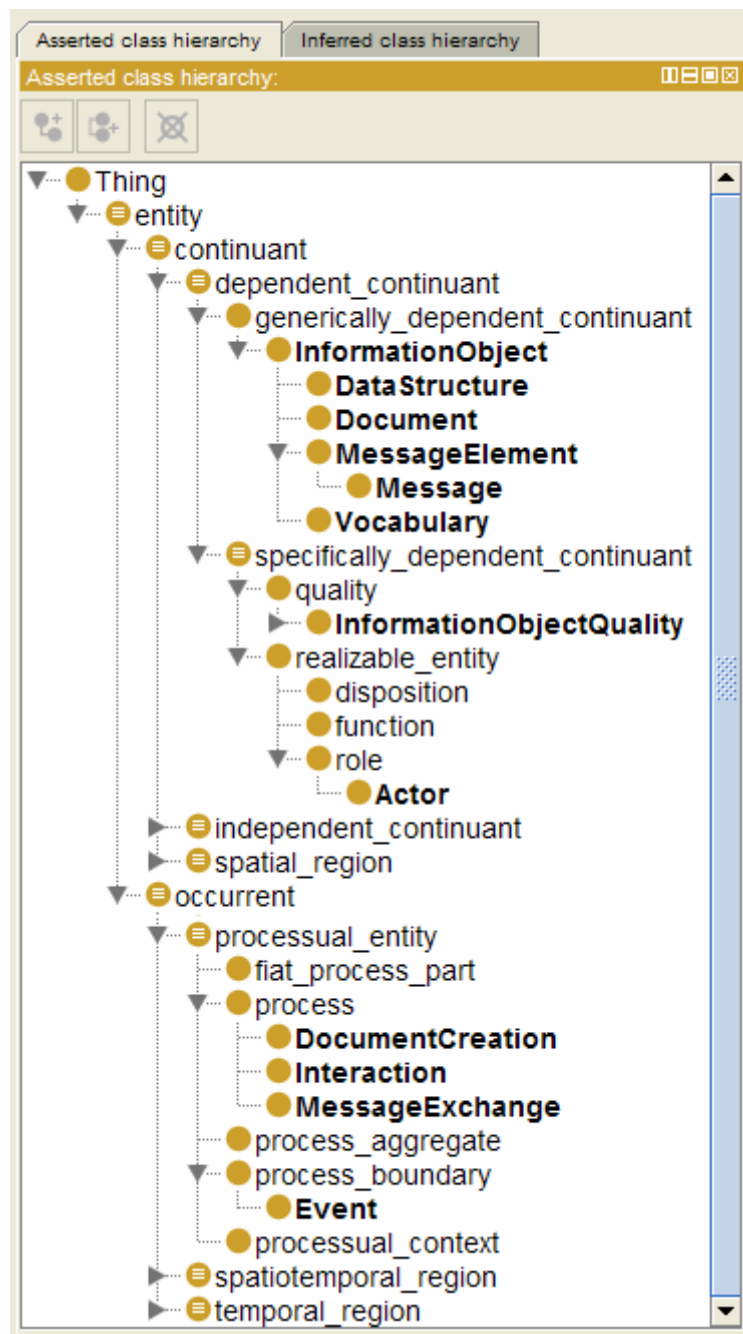 Asserted class hierarchy Inferred class hierarchy
Asserted class hierarchy:
Thing
entity
continuant
dependent_continuant
generically_dependent_continuant
InformationObject
DataStructure
Document
MessageElement
Message
Vocabulary
specifically_dependent_continuant
quality
InformationObjectQuality
realizable_entity
disposition
function
role
Actor
independent_continuant
spatial_region
occurrent
processual_entity
fiat_process_part
process
DocumentCreation
Interaction
MessageExchange
process_aggregate
process_boundary
Event
processual_context
spatiotemporal_region
temporal_region